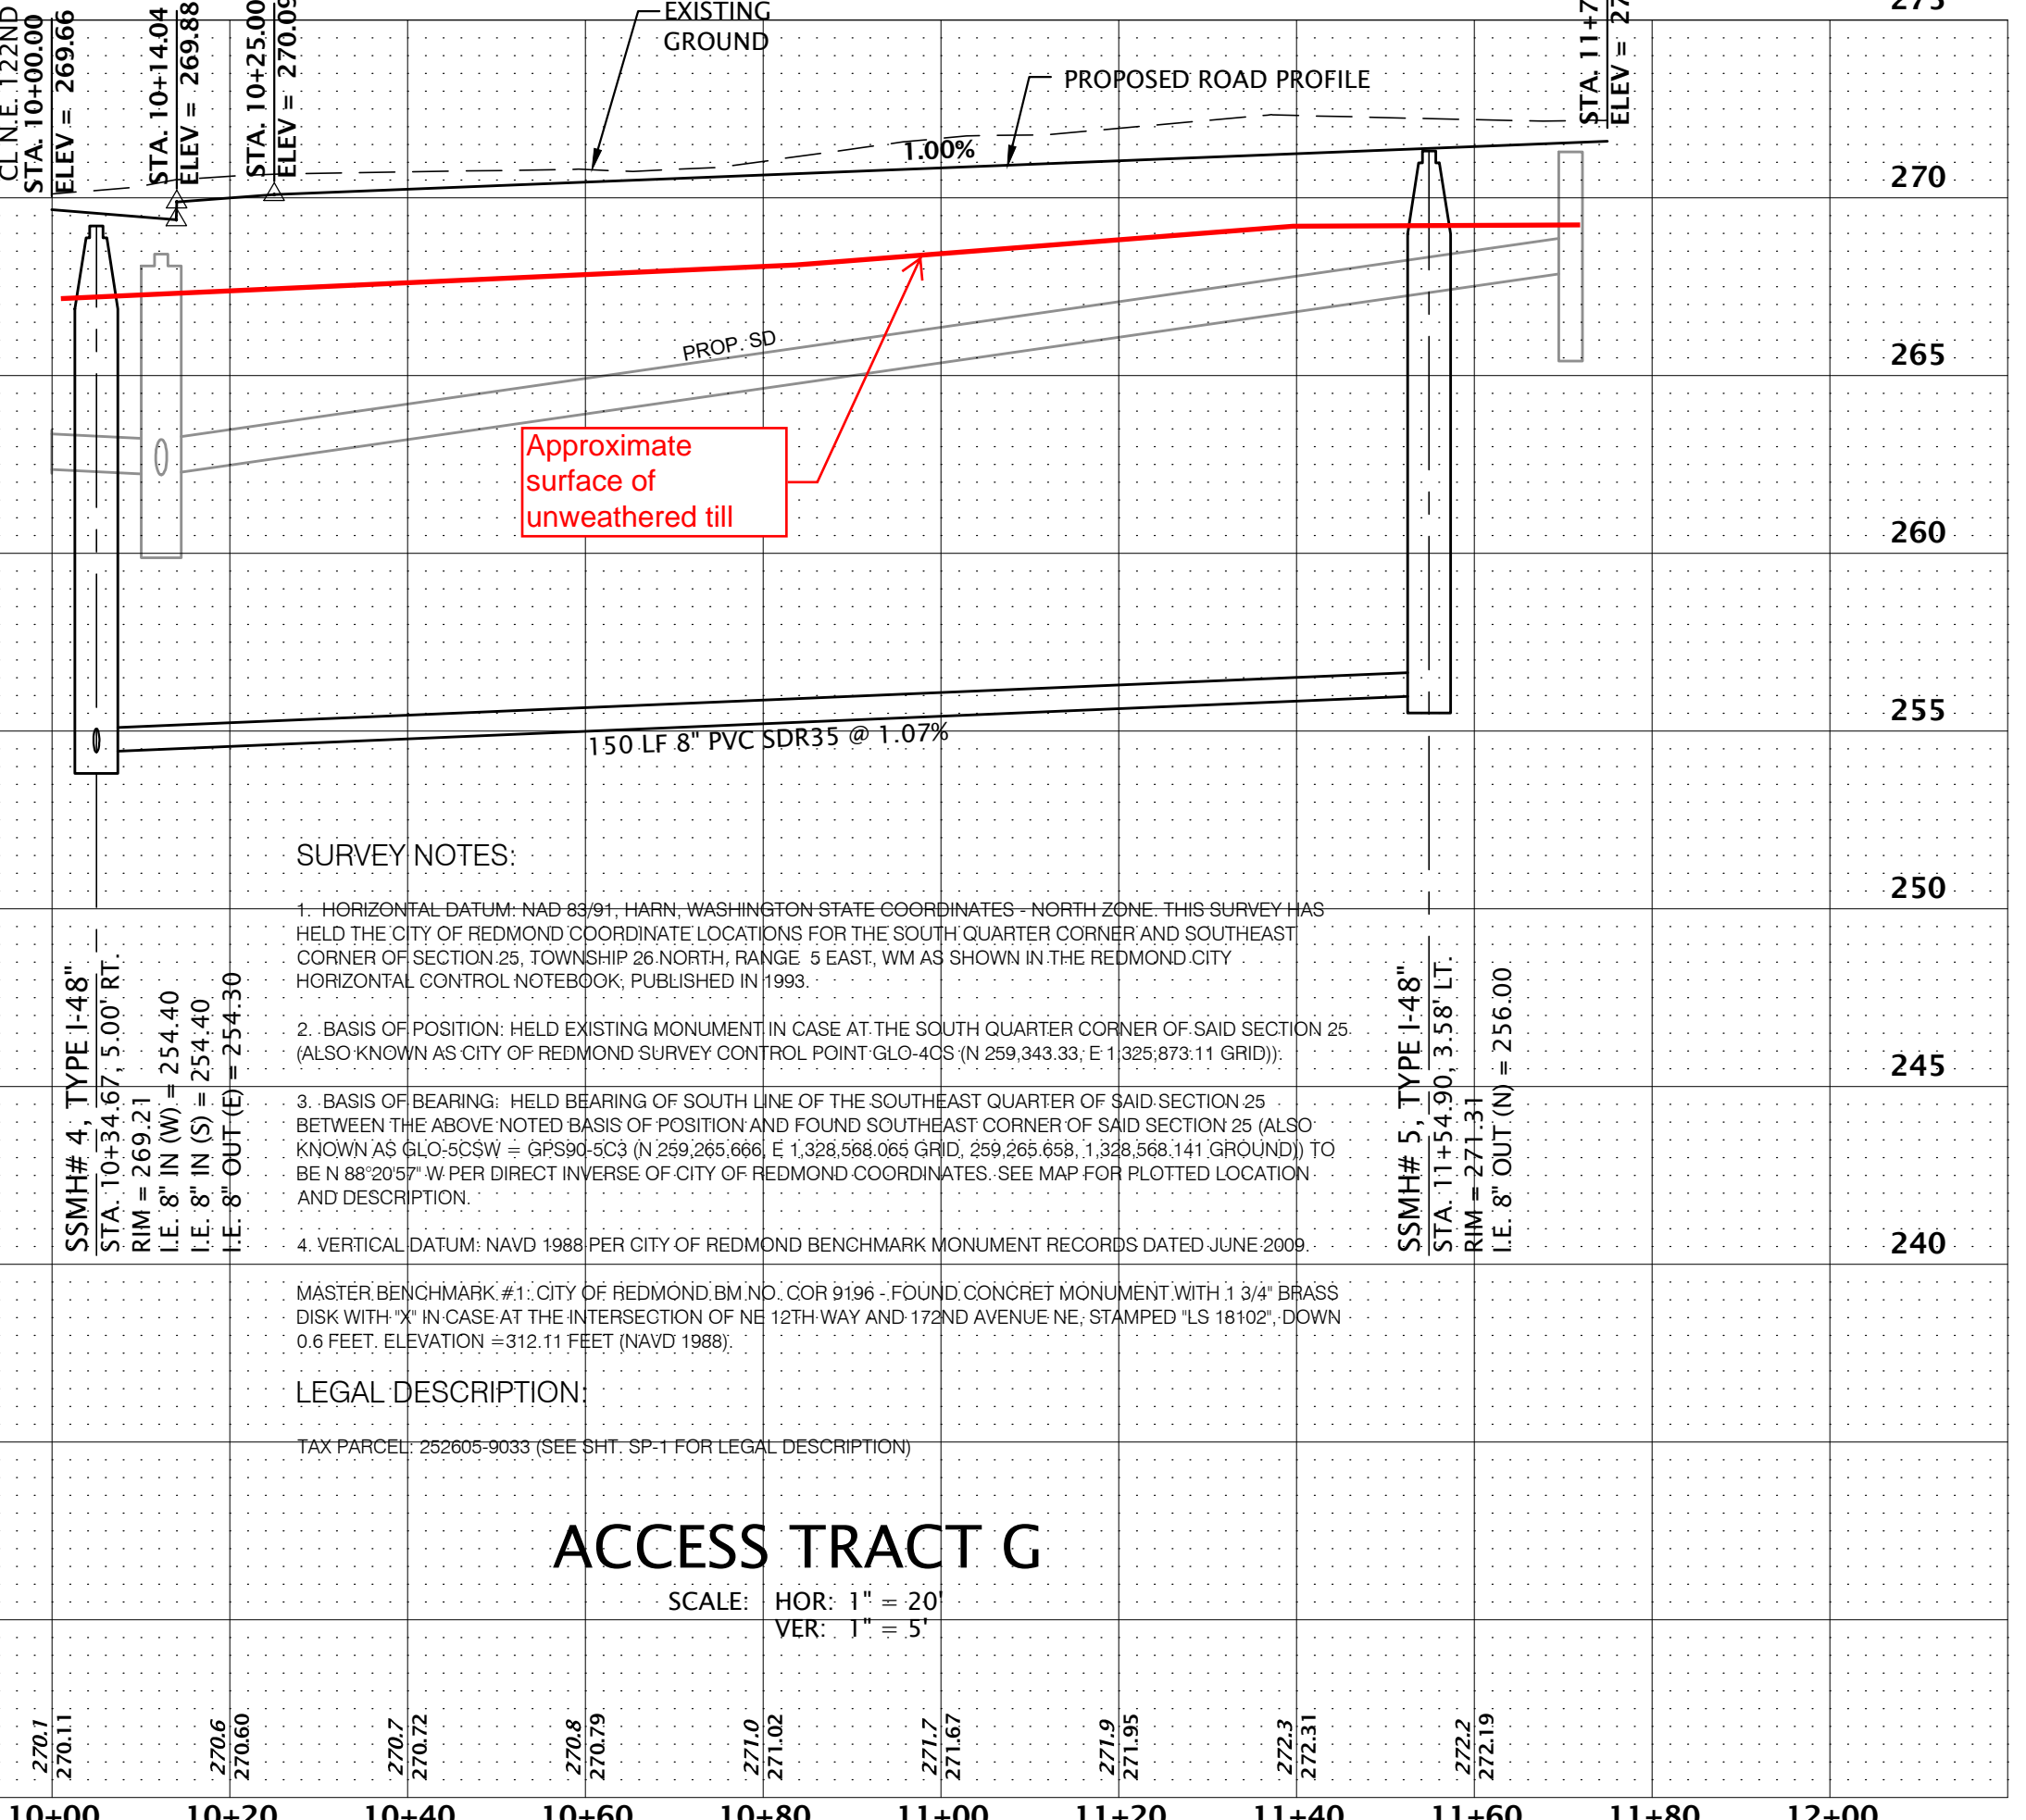 CL N.E. 122ND
STA. 10+00.00
ELEV = 269.66
STA. 10+14.04
ELEV = 269.88
STA. 10+25.00
ELEV = 270.09
EXISTING
GROUND
PROPOSED ROAD PROFILE
1.00%
STA. 11+7
ELEV = 27
275
270
265
260
255
250
245
240
PROP. SD
Approximate
surface of
unweathered till
150 LF 8" PVC SDR35 @ 1.07%
SURVEY NOTES:
1. HORIZONTAL DATUM: NAD 83/91, HARN, WASHINGTON STATE COORDINATES - NORTH ZONE. THIS SURVEY HAS
HELD THE CITY OF REDMOND COORDINATE LOCATIONS FOR THE SOUTH QUARTER CORNER AND SOUTHEAST
CORNER OF SECTION 25, TOWNSHIP 26 NORTH, RANGE 5 EAST, WM AS SHOWN IN THE REDMOND CITY
HORIZONTAL CONTROL NOTEBOOK, PUBLISHED IN 1993.
2. BASIS OF POSITION: HELD EXISTING MONUMENT IN CASE AT THE SOUTH QUARTER CORNER OF SAID SECTION 25
(ALSO KNOWN AS CITY OF REDMOND SURVEY CONTROL POINT GLO-4CS (N 259,343.33, E 1,325,873.11 GRID)).
3. BASIS OF BEARING: HELD BEARING OF SOUTH LINE OF THE SOUTHEAST QUARTER OF SAID SECTION 25
BETWEEN THE ABOVE NOTED BASIS OF POSITION AND FOUND SOUTHEAST CORNER OF SAID SECTION 25 (ALSO
KNOWN AS GLO-5CSW = GPS90-5C3 (N 259,265.666, E 1,328,568.065 GRID, 259,265.658, 1,328,568.141 GROUND)) TO
BE N 88°20'57" W PER DIRECT INVERSE OF CITY OF REDMOND COORDINATES. SEE MAP FOR PLOTTED LOCATION
AND DESCRIPTION.
4. VERTICAL DATUM: NAVD 1988 PER CITY OF REDMOND BENCHMARK MONUMENT RECORDS DATED JUNE 2009.
MASTER BENCHMARK #1: CITY OF REDMOND BM NO. COR 9196 - FOUND CONCRET MONUMENT WITH 1 3/4" BRASS
DISK WITH "X" IN CASE AT THE INTERSECTION OF NE 12TH WAY AND 172ND AVENUE NE, STAMPED "LS 18102", DOWN
0.6 FEET. ELEVATION =312.11 FEET (NAVD 1988).
LEGAL DESCRIPTION:
TAX PARCEL: 252605-9033 (SEE SHT. SP-1 FOR LEGAL DESCRIPTION)
SSMH# 4, TYPE I-48"
STA. 10+34.67, 5.00' RT.
RIM = 269.21
I.E. 8" IN (W) = 254.40
I.E. 8" IN (S) = 254.40
I.E. 8" OUT (E) = 254.30
SSMH# 5, TYPE I-48"
STA. 11+54.90, 3.58' LT.
RIM = 271.31
I.E. 8" OUT (N) = 256.00
ACCESS TRACT G
SCALE: HOR: 1" = 20'
VER: 1" = 5'
270.1
270.11
270.6
270.60
270.7
270.72
270.8
270.79
271.0
271.02
271.7
271.67
271.9
271.95
272.3
272.31
272.2
272.19
10+00 10+20 10+40 10+60 10+80 11+00 11+20 11+40 11+60 11+80 12+00